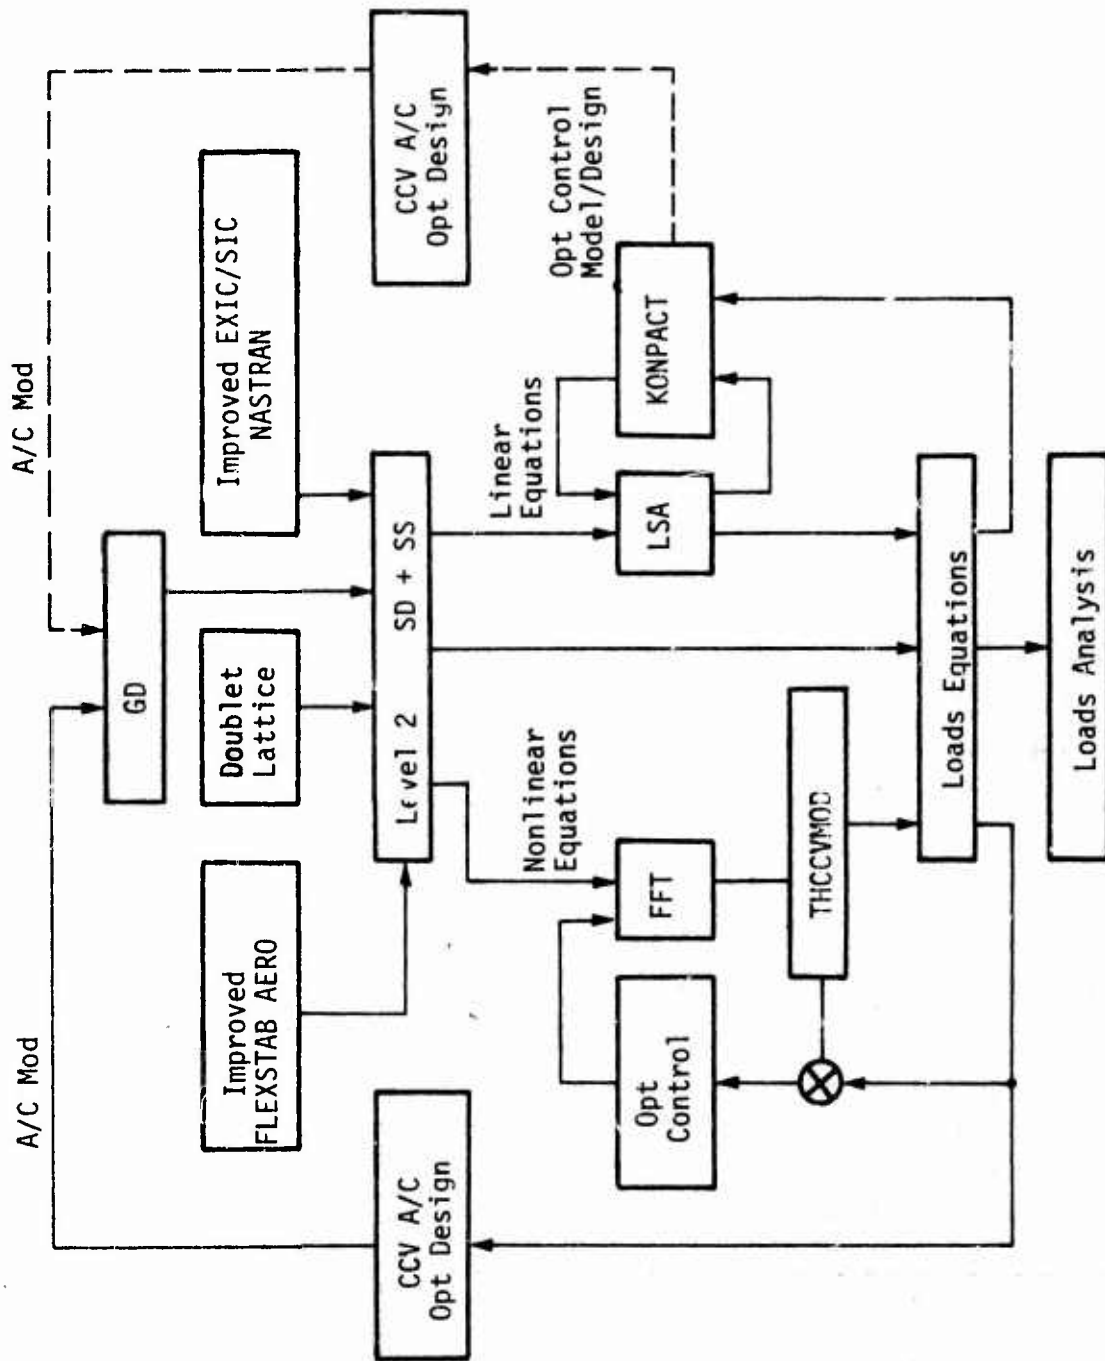 A/C Mod
A/C Mod
GD
Improved
FLEXSTAB AERO
Doublet
Lattice
Improved EXIC/SIC
NASTRAN
CCV A/C
Opt Design
Level 2
SD + SS
CCV A/C
Opt Design
Nonlinear
Equations
Linear
Equations
Opt Control
Model/Design
Opt
Control
FFT
LSA
KONPACT
THCCVMOD
Loads Equations
Loads Analysis